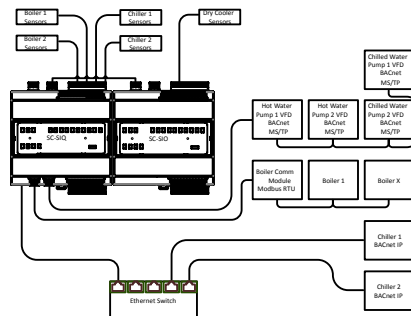 Boiler 1
Sensors
Chiller 1
Sensors
Dry Cooler
Sensors
Boiler 2
Sensors
Chiller 2
Sensors
Chilled Water
Pump 1 VFD
BACnet
MS/TP
Hot Water
Pump 1 VFD
BACnet
MS/TP
Hot Water
Pump 2 VFD
BACnet
MS/TP
Chilled Water
Pump 2 VFD
BACnet
MS/TP
SC-SIQ
SC-SIO
Boiler Comm
Module
Modbus RTU
Boiler 1
Boiler X
Chiller 1
BACnet IP
Chiller 2
BACnet IP
Ethernet Switch